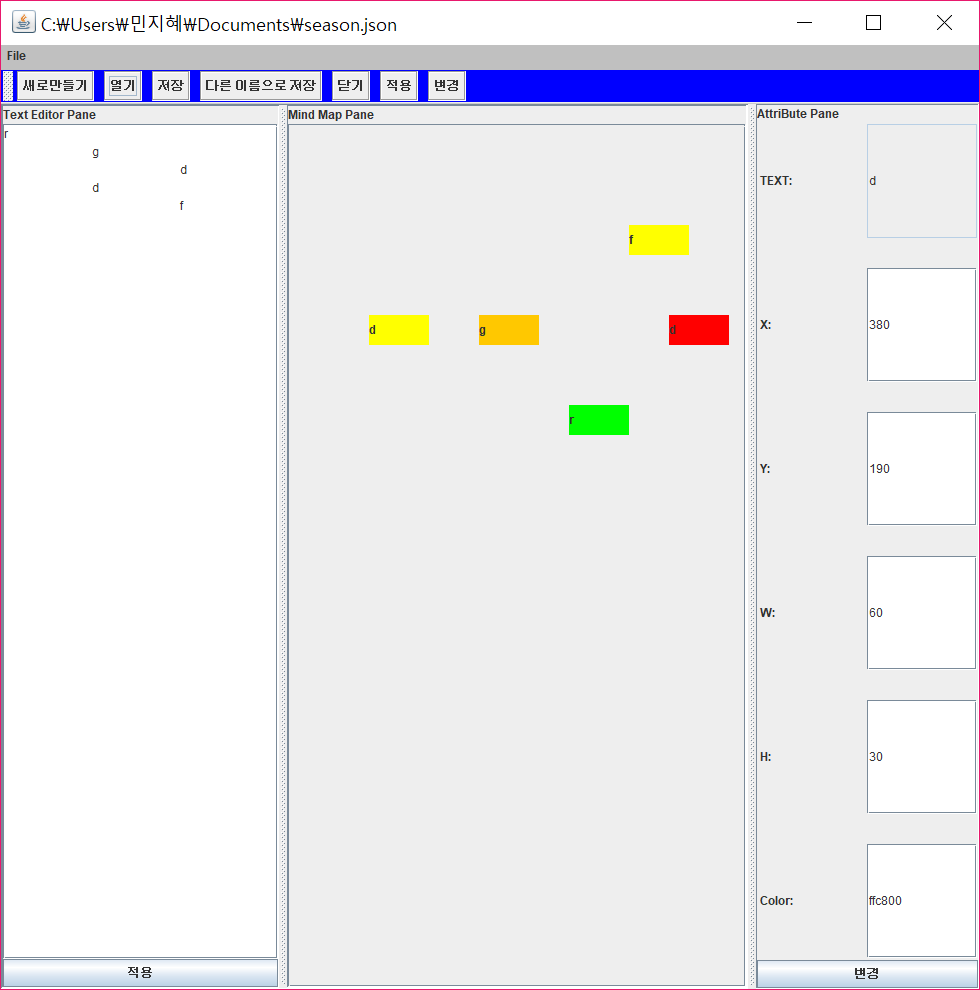 C:₩Users₩민지혜₩Documents₩season.json
File
새로만들기 열기 저장 다른 이름으로 저장 닫기 적용 변경
Text Editor Pane
r
g
d
d
f
적용
Mind Map Pane
f
d g d
r
AttriBute Pane
TEXT: d
X: 380
Y: 190
W: 60
H: 30
Color: ffc800
변경